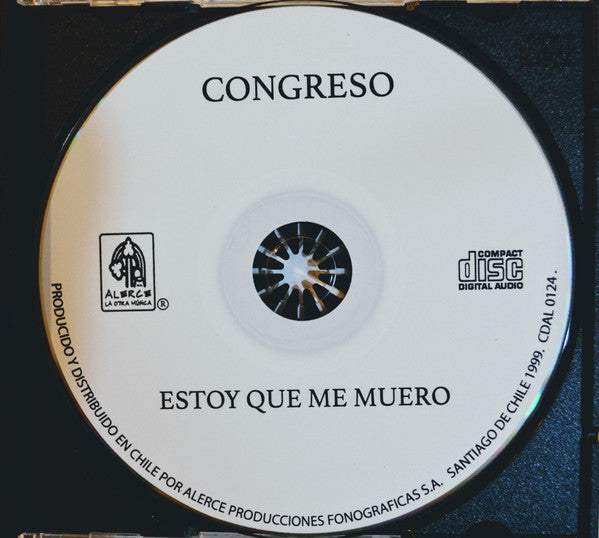 CONGRESO
ALERCE
LA OTRA MÚSICA
®
COMPACT
disc
DIGITAL AUDIO
ESTOY QUE ME MUERO
PRODUCIDO Y DISTRIBUIDO EN CHILE POR ALERCE PRODUCCIONES FONOGRAFICAS S.A. SANTIAGO DE CHILE 1999. CDAL 0124.